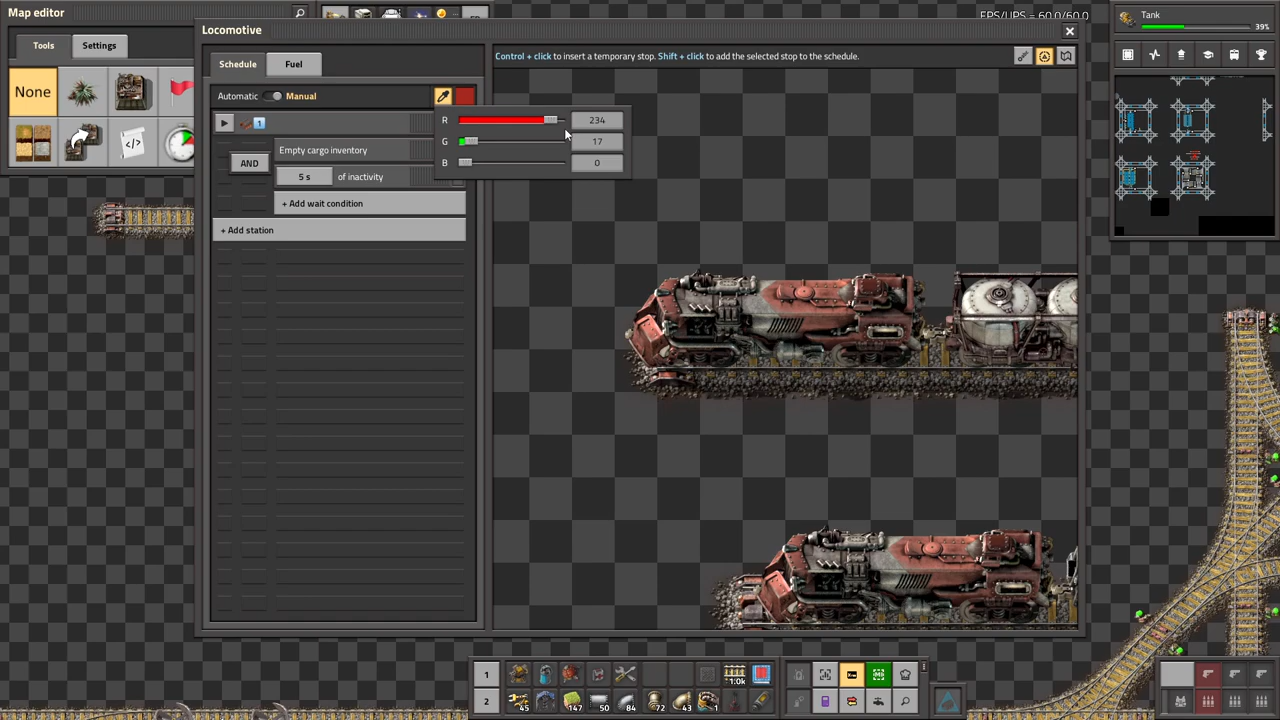 Map editor
Tools
Settings
None
Locomotive
FPS/UPS = 60.0/60.0
Tank
39%
Schedule
Fuel
Control + click to insert a temporary stop. Shift + click to add the selected stop to the schedule.
Automatic
Manual
R
234
G
17
B
0
1
AND
Empty cargo inventory
5 s
of inactivity
+ Add wait condition
+ Add station
1
1.0k
2
45
147
50
84
72
43
1